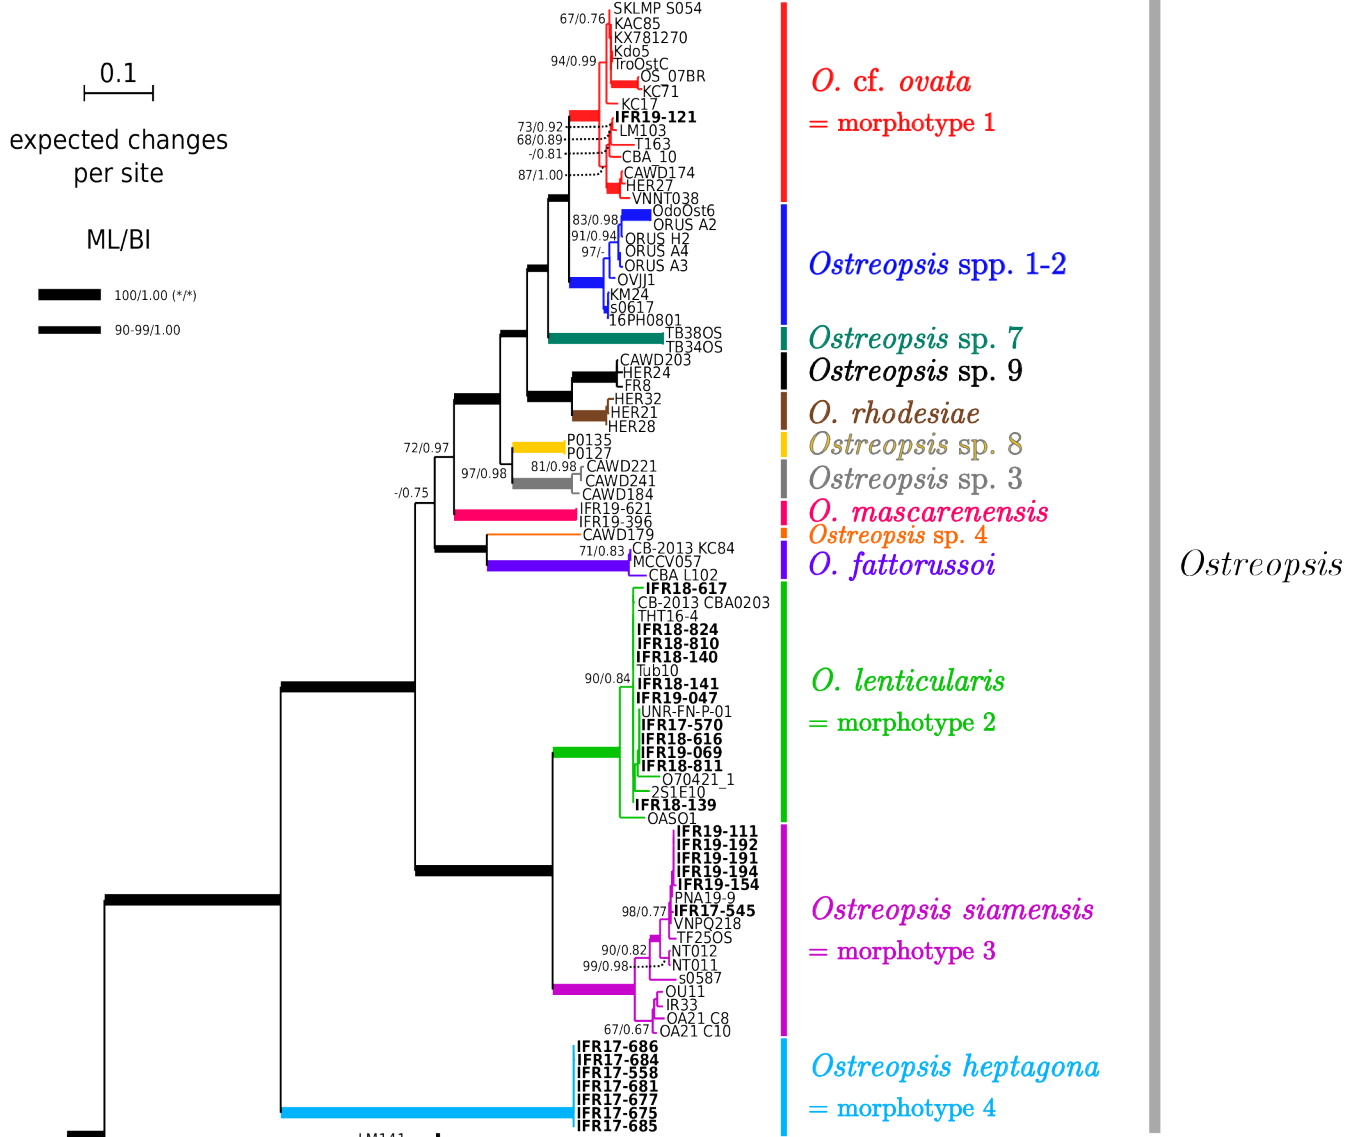 0.1
expected changes
per site
ML/BI
100/1.00 (*/*)
90-99/1.00
67/0.76
94/0.99
73/0.92
68/0.89
-/0.81
87/1.00
83/0.98
91/0.94
97/-
72/0.97
97/0.98
81/0.98
-/0.75
71/0.83
90/0.84
98/0.77
90/0.82
99/0.98
67/0.67
SKLMP S054
KAC85
KX781270
Kdo5
TroOstC
OS_07BR
KC71
KC17
IFR19-121
LM103
T163
CBA_10
CAWD174
HER27
VNNT038
OdoOst6
ORUS A2
ORUS H2
ORUS A4
ORUS A3
OVJJ1
KM24
s0617
16PH0801
TB38OS
TB34OS
CAWD203
HER24
FR8
HER32
HER21
HER28
P0135
P0127
CAWD221
CAWD241
CAWD184
IFR19-621
IFR19-396
CAWD179
CB-2013 KC84
MCCV057
CBA L102
IFR18-617
CB-2013 CBA0203
THT16-4
IFR18-824
IFR18-810
IFR18-140
Tub10
IFR18-141
IFR19-047
UNR-FN-P-01
IFR17-570
IFR18-616
IFR19-069
IFR18-811
O70421_1
2S1E10
IFR18-139
OASO1
IFR19-111
IFR19-192
IFR19-191
IFR19-194
IFR19-154
PNA19-9
IFR17-545
VNPQ218
TF25OS
NT012
NT011
s0587
OU11
IR33
OA21 C8
OA21 C10
IFR17-686
IFR17-684
IFR17-558
IFR17-681
IFR17-677
IFR17-675
IFR17-685
O. cf. ovata
= morphotype 1
Ostreopsis spp. 1-2
Ostreopsis sp. 7
Ostreopsis sp. 9
O. rhodesiae
Ostreopsis sp. 8
Ostreopsis sp. 3
O. mascarenensis
Ostreopsis sp. 4
O. fattorussoi
O. lenticularis
= morphotype 2
Ostreopsis siamensis
= morphotype 3
Ostreopsis heptagona
= morphotype 4
Ostreopsis